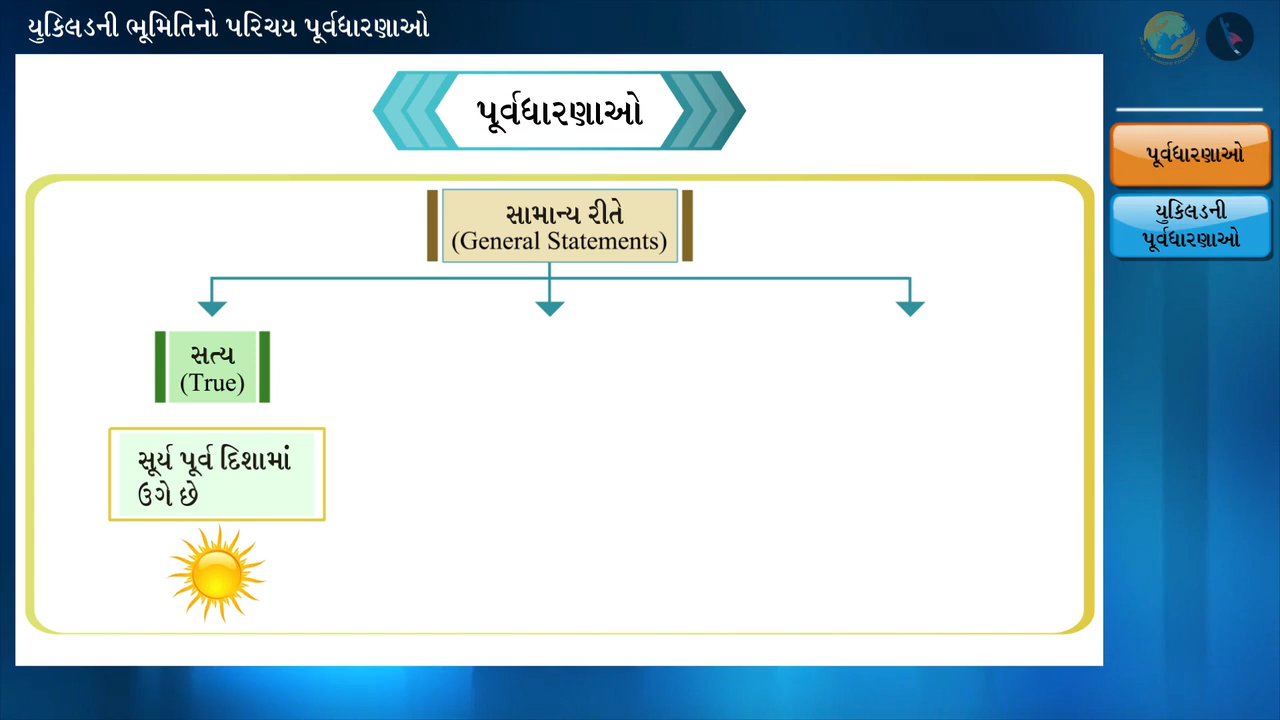 યુક્લિડની ભૂમિતિનો પરિચય પૂર્વધારણાઓ
પૂર્વધારણાઓ
સામાન્ય રીતે
(General Statements)
સત્ય
(True)
સૂર્ય પૂર્વ દિશામાં
ઉગે છે
પૂર્વધારણાઓ
યુક્લિડની
પૂર્વધારણાઓ